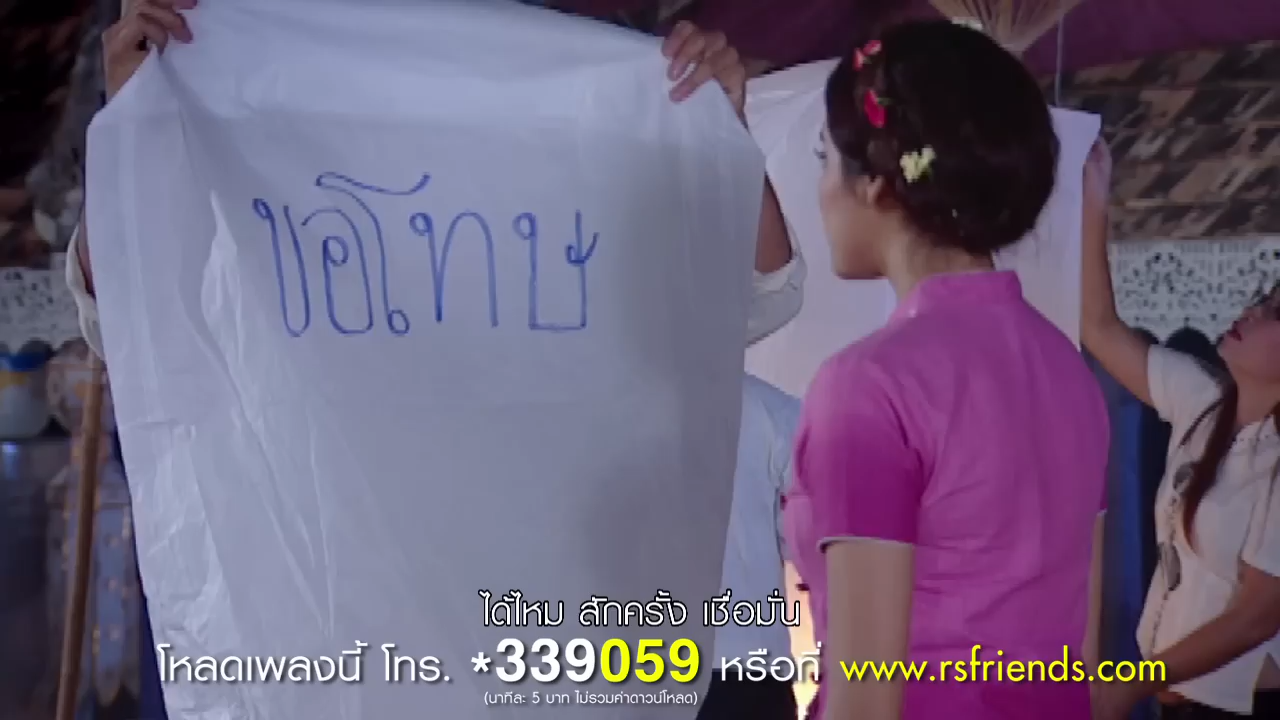 ขอโทษ
ได้ไหม สักครั้ง เชื่อมั่น
โหลดเพลงนี้ โทร. *339059 หรือที่ www.rsfriends.com
(นาทีละ 5 บาท ไม่รวมค่าดาวน์โหลด)